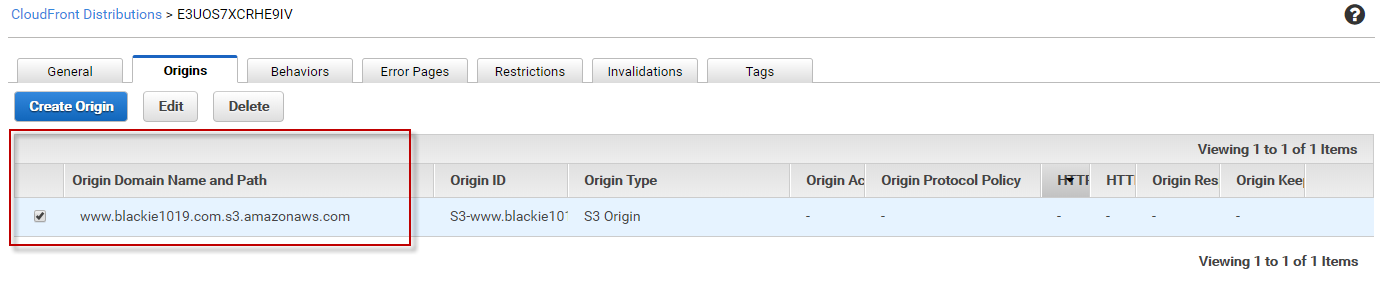 CloudFront Distributions > E3UOS7XCRHE9IV ?
General Origins Behaviors Error Pages Restrictions Invalidations Tags
Create Origin Edit Delete
Viewing 1 to 1 of 1 Items
Origin Domain Name and Path Origin ID Origin Type Origin Ac Origin Protocol Policy HTTP HTTI Origin Res Origin Keep
www.blackie1019.com.s3.amazonaws.com S3-www.blackie101 S3 Origin - - - - - -
Viewing 1 to 1 of 1 Items